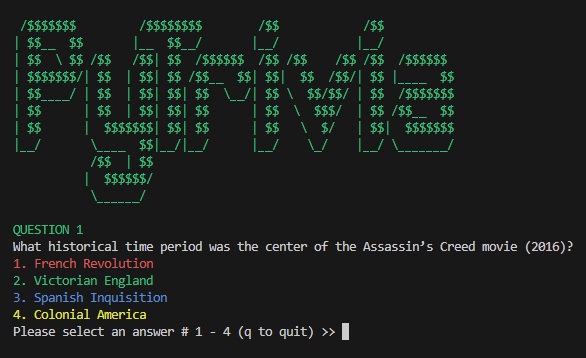 /$$$$$$$            /$$$$$$$$        /$$            /$$
| $$__  $$          |__  $$__/       |__/           |__/
| $$  \ $$ /$$   /$$| $$  /$$$$$$  /$$ /$$    /$$ /$$  /$$$$$$
| $$$$$$$/| $$  | $$| $$ /$$__  $$| $$|  $$  /$$/| $$ |____  $$
| $$____/ | $$  | $$| $$| $$  \__/| $$ \  $$/$$/ | $$  /$$$$$$$
| $$      | $$  | $$| $$| $$      | $$  \  $$$/  | $$ /$$__  $$
| $$      |  $$$$$$$| $$| $$      | $$   \  $/   | $$|  $$$$$$$
|__/       \____  $$|__/|__/      |__/    \_/    |__/ \_______/
           /$$  | $$
          |  $$$$$$/
           \______/
QUESTION 1
What historical time period was the center of the Assassin’s Creed movie (2016)?
1. French Revolution
2. Victorian England
3. Spanish Inquisition
4. Colonial America
Please select an answer # 1 - 4 (q to quit) >>